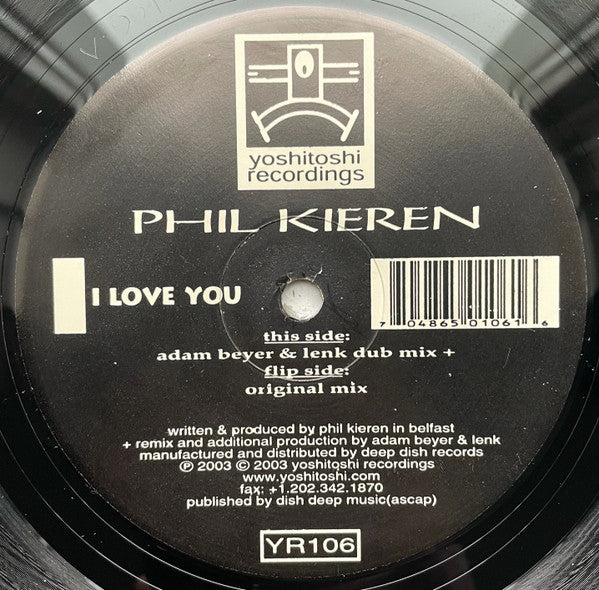 yoshitoshi
recordings
PHIL KIEREN
I LOVE YOU
7 04865 01061 6
this side:
adam beyer & lenk dub mix +
flip side:
original mix
written & produced by phil kieren in belfast
+ remix and additional production by adam beyer & lenk
manufactured and distributed by deep dish records
℗ 2003 © 2003 yoshitoshi recordings
www.yoshitoshi.com
fax: +1.202.342.1870
published by dish deep music(ascap)
YR106